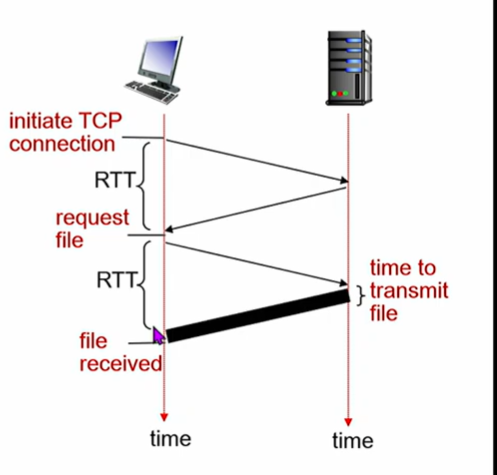 initiate TCP
connection
RTT
request
file
RTT
time to
transmit
file
file
received
time
time